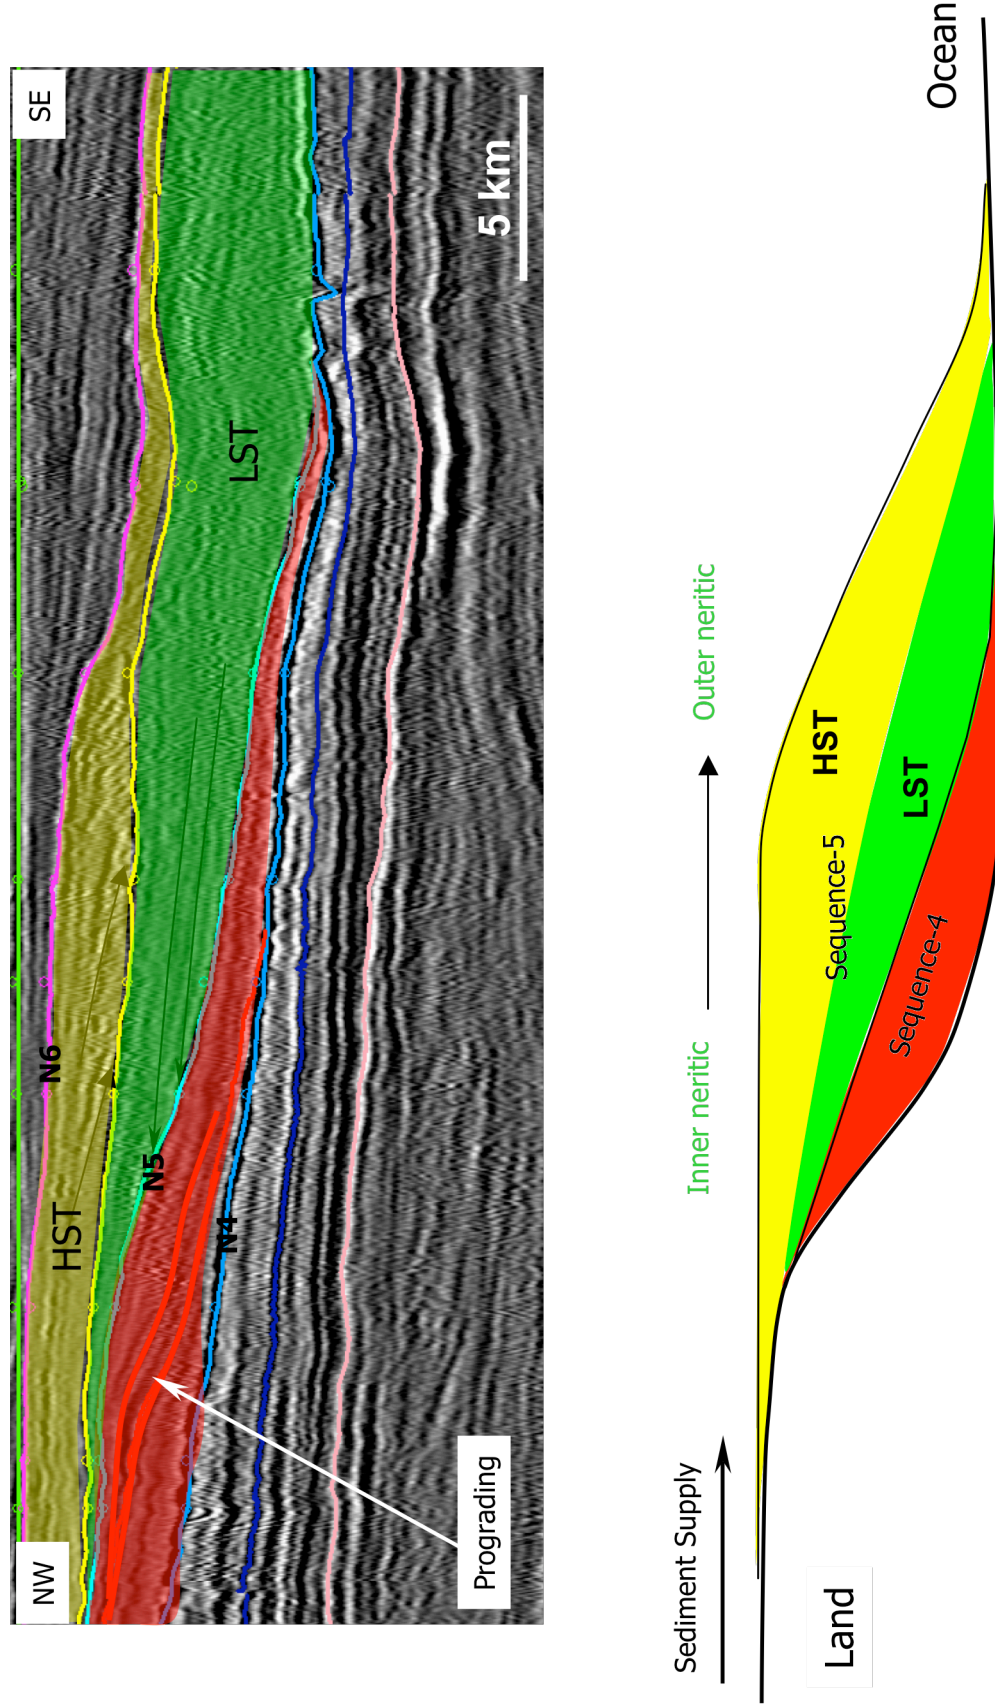 NW
SE
N6
HST
N5
LST
N4
Prograding
5 km
Inner neritic
Outer neritic
Sediment Supply
HST
Sequence-5
LST
Sequence-4
Land
Ocean